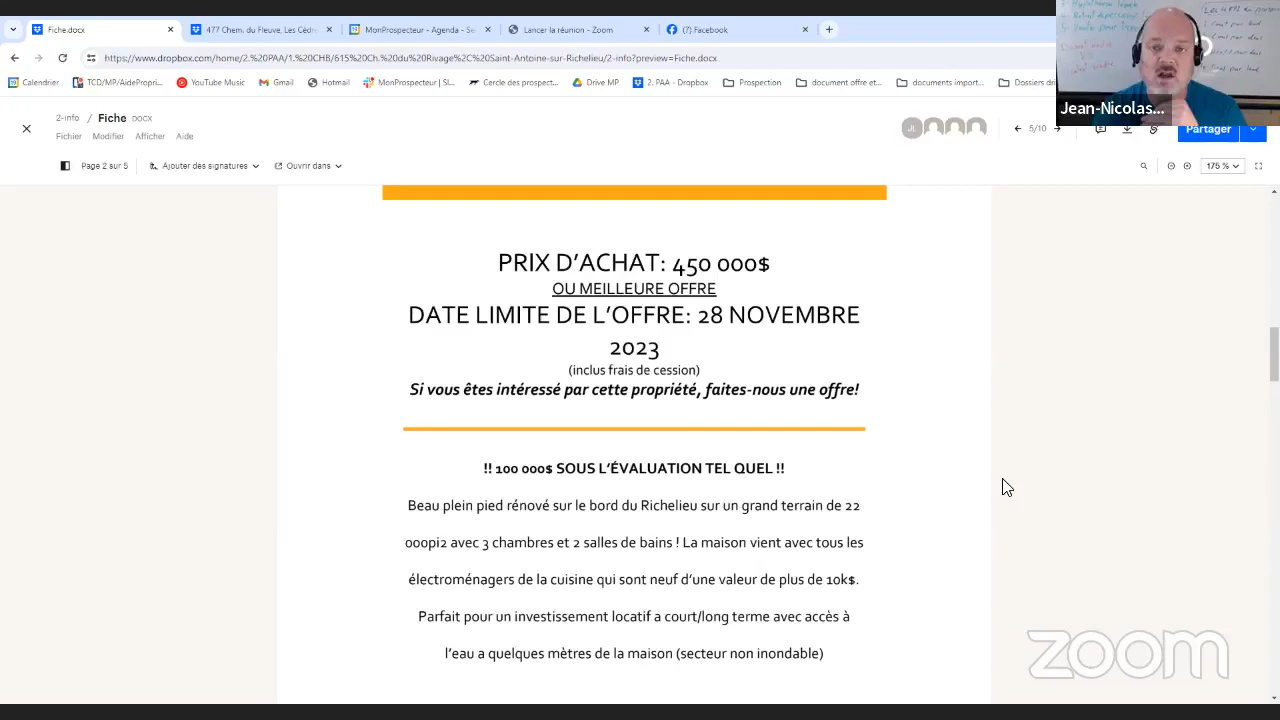 Fiche.docx
477 Chem. du Fleuve, Les Cèdr
MonProspecteur - Agenda - Se
Lancer la réunion - Zoom
(7) Facebook
https://www.dropbox.com/home/2.%20PAA/1.%20CHB/615%20Ch.%20du%20Rivage%2C%20Saint-Antoine-sur-Richelieu/2-info?preview=Fiche.docx
Calendrier
TCD/MP/AidePropri...
YouTube Music
Gmail
Hotmail
MonProspecteur | Sl...
Cercle des prospect...
Drive MP
2. PAA - Dropbox
Prospection
document offre et...
documents import...
Dossiers di
Jean-Nicolas...
2-info / Fiche DOCX
Fichier Modifier Afficher Aide
JL
5/10
Partager
Page 2 sur 5
Ajouter des signatures
Ouvrir dans
175 %
PRIX D'ACHAT: 450 000$
OU MEILLEURE OFFRE
DATE LIMITE DE L'OFFRE: 28 NOVEMBRE
2023
(inclus frais de cession)
Si vous êtes intéressé par cette propriété, faites-nous une offre!
!! 100 000$ SOUS L'ÉVALUATION TEL QUEL !!
Beau plein pied rénové sur le bord du Richelieu sur un grand terrain de 22
000pi2 avec 3 chambres et 2 salles de bains ! La maison vient avec tous les
électroménagers de la cuisine qui sont neuf d'une valeur de plus de 10k$.
Parfait pour un investissement locatif a court/long terme avec accès à
l'eau a quelques mètres de la maison (secteur non inondable)
zoom